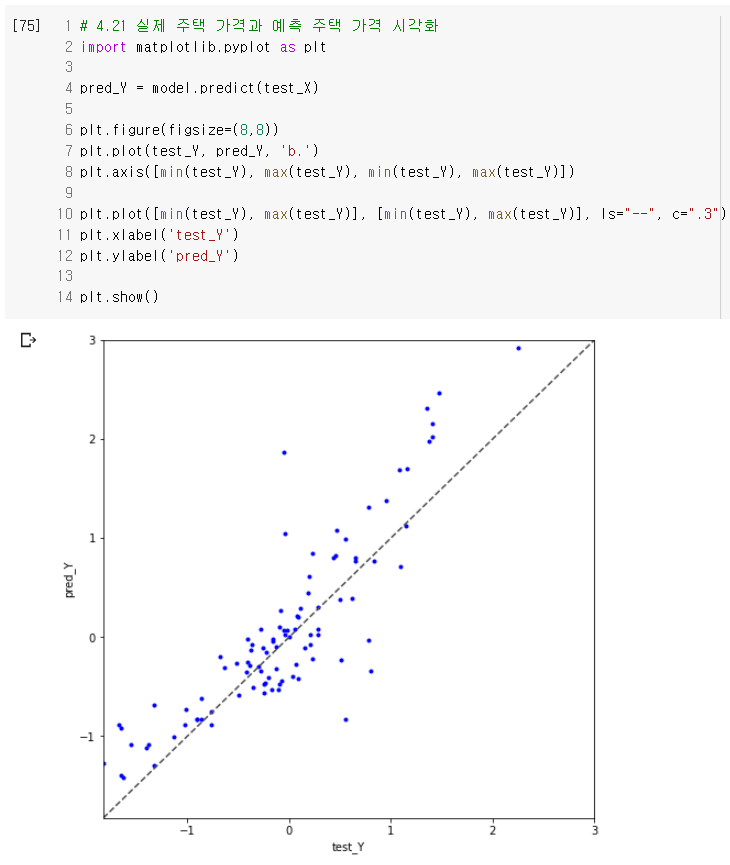 [75] 1 # 4.21 실제 주택 가격과 예측 주택 가격 시각화
2 import matplotlib.pyplot as plt
3
4 pred_Y = model.predict(test_X)
5
6 plt.figure(figsize=(8,8))
7 plt.plot(test_Y, pred_Y, 'b.')
8 plt.axis([min(test_Y), max(test_Y), min(test_Y), max(test_Y)])
9
10 plt.plot([min(test_Y), max(test_Y)], [min(test_Y), max(test_Y)], ls="--", c=".3")
11 plt.xlabel('test_Y')
12 plt.ylabel('pred_Y')
13
14 plt.show()
3
2
1
0
−1
pred_Y
−1 0 1 2 3
test_Y